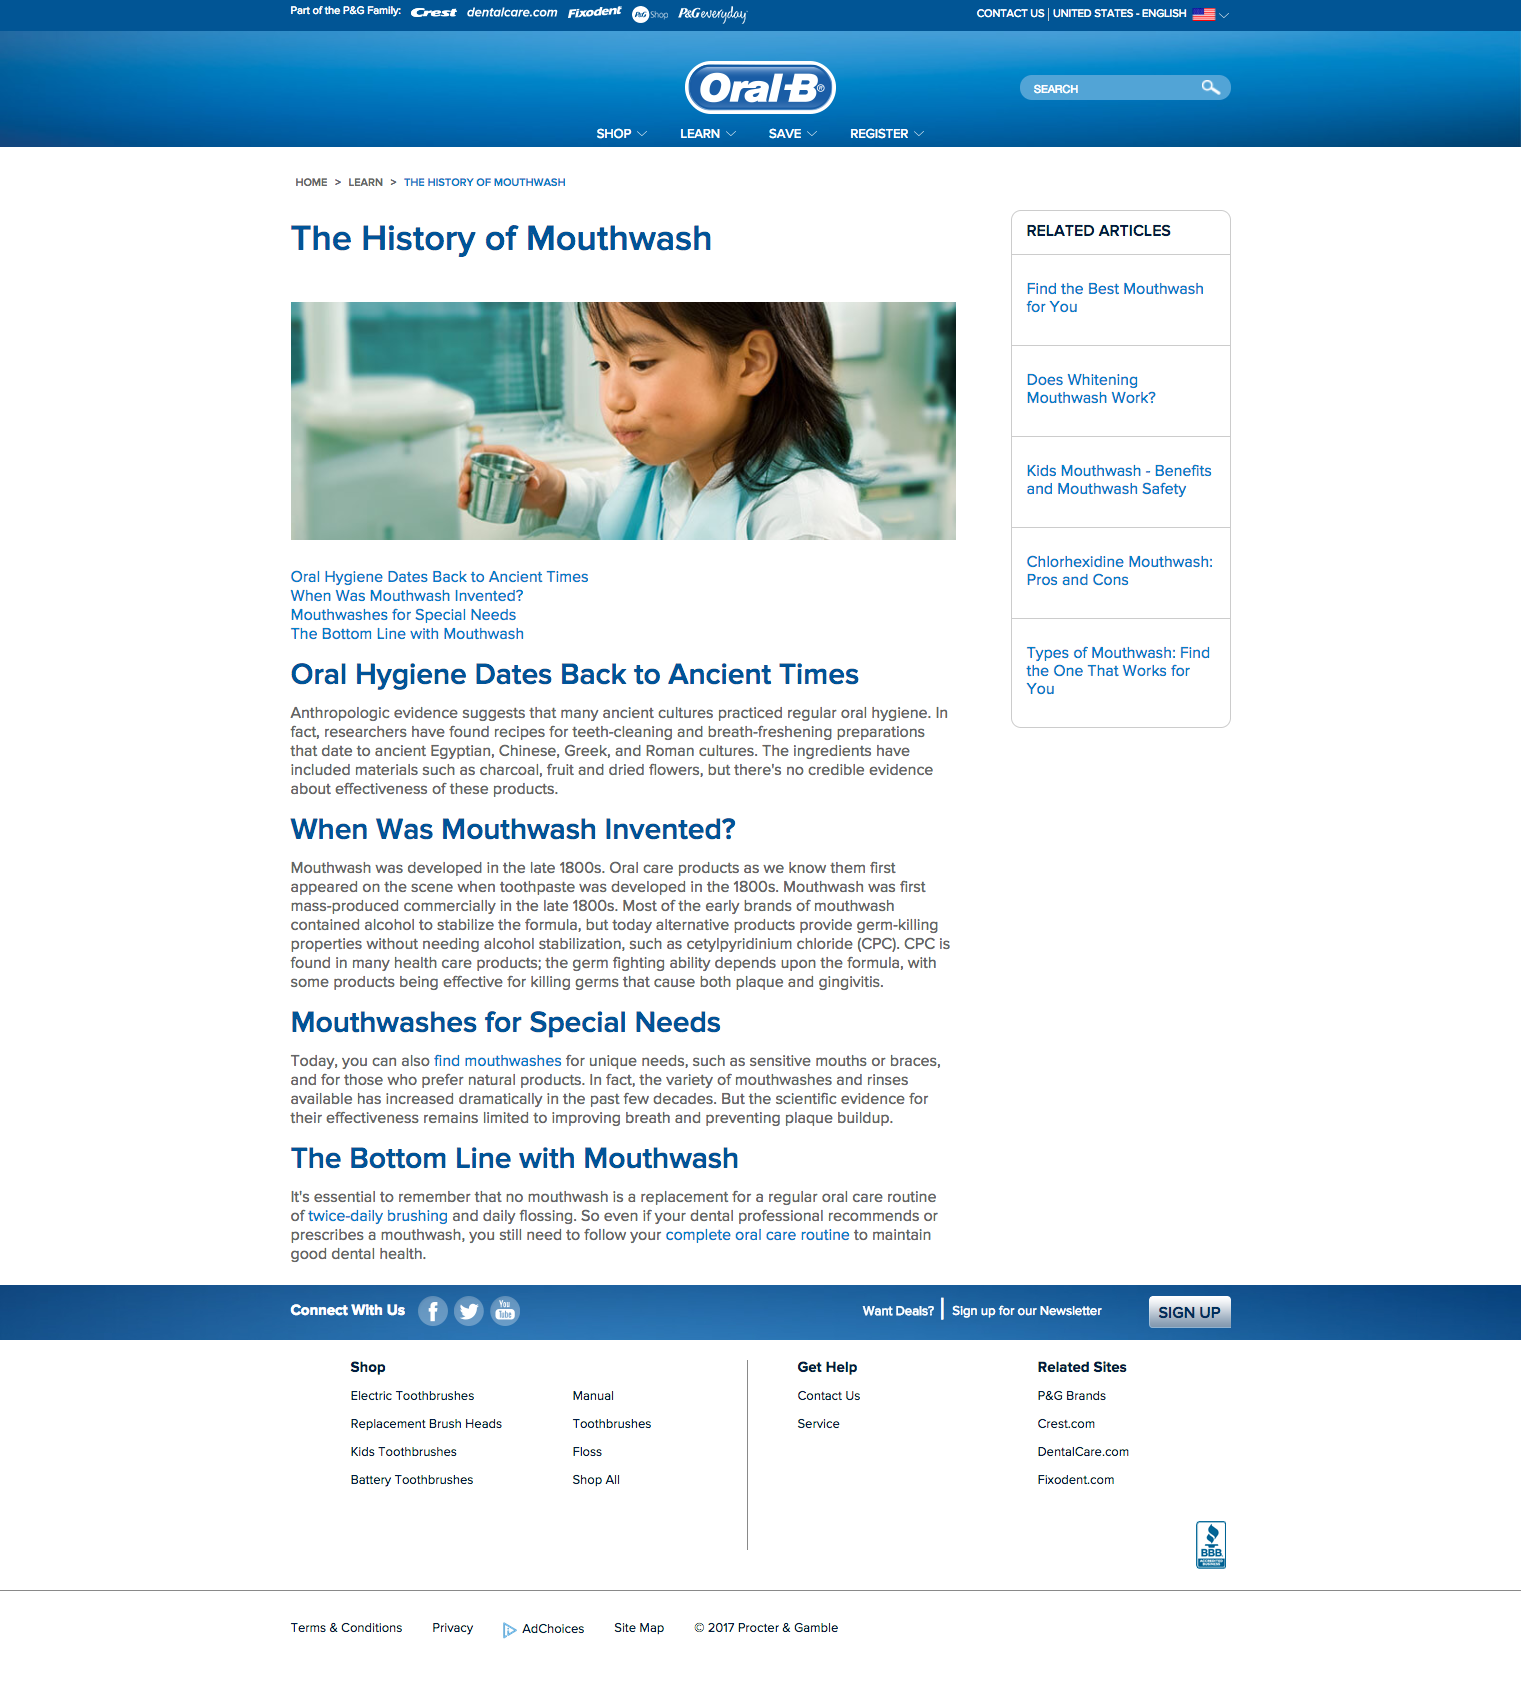 Part of the P&G Family: Crest dentalcare.com Fixodent P&G Shop P&G everyday
CONTACT US | UNITED STATES - ENGLISH
Oral-B®
SEARCH
SHOP LEARN SAVE REGISTER
HOME > LEARN > THE HISTORY OF MOUTHWASH
The History of Mouthwash
Oral Hygiene Dates Back to Ancient Times
When Was Mouthwash Invented?
Mouthwashes for Special Needs
The Bottom Line with Mouthwash
Oral Hygiene Dates Back to Ancient Times
Anthropologic evidence suggests that many ancient cultures practiced regular oral hygiene. In
fact, researchers have found recipes for teeth-cleaning and breath-freshening preparations
that date to ancient Egyptian, Chinese, Greek, and Roman cultures. The ingredients have
included materials such as charcoal, fruit and dried flowers, but there's no credible evidence
about effectiveness of these products.
When Was Mouthwash Invented?
Mouthwash was developed in the late 1800s. Oral care products as we know them first
appeared on the scene when toothpaste was developed in the 1800s. Mouthwash was first
mass-produced commercially in the late 1800s. Most of the early brands of mouthwash
contained alcohol to stabilize the formula, but today alternative products provide germ-killing
properties without needing alcohol stabilization, such as cetylpyridinium chloride (CPC). CPC is
found in many health care products; the germ fighting ability depends upon the formula, with
some products being effective for killing germs that cause both plaque and gingivitis.
Mouthwashes for Special Needs
Today, you can also find mouthwashes for unique needs, such as sensitive mouths or braces,
and for those who prefer natural products. In fact, the variety of mouthwashes and rinses
available has increased dramatically in the past few decades. But the scientific evidence for
their effectiveness remains limited to improving breath and preventing plaque buildup.
The Bottom Line with Mouthwash
It's essential to remember that no mouthwash is a replacement for a regular oral care routine
of twice-daily brushing and daily flossing. So even if your dental professional recommends or
prescribes a mouthwash, you still need to follow your complete oral care routine to maintain
good dental health.
RELATED ARTICLES
Find the Best Mouthwash
for You
Does Whitening
Mouthwash Work?
Kids Mouthwash - Benefits
and Mouthwash Safety
Chlorhexidine Mouthwash:
Pros and Cons
Types of Mouthwash: Find
the One That Works for
You
Connect With Us
You
Tube
Want Deals? | Sign up for our Newsletter
SIGN UP
Shop
Electric Toothbrushes
Replacement Brush Heads
Kids Toothbrushes
Battery Toothbrushes
Manual
Toothbrushes
Floss
Shop All
Get Help
Contact Us
Service
Related Sites
P&G Brands
Crest.com
DentalCare.com
Fixodent.com
BBB
ACCREDITED
BUSINESS
Terms & Conditions Privacy AdChoices Site Map © 2017 Procter & Gamble